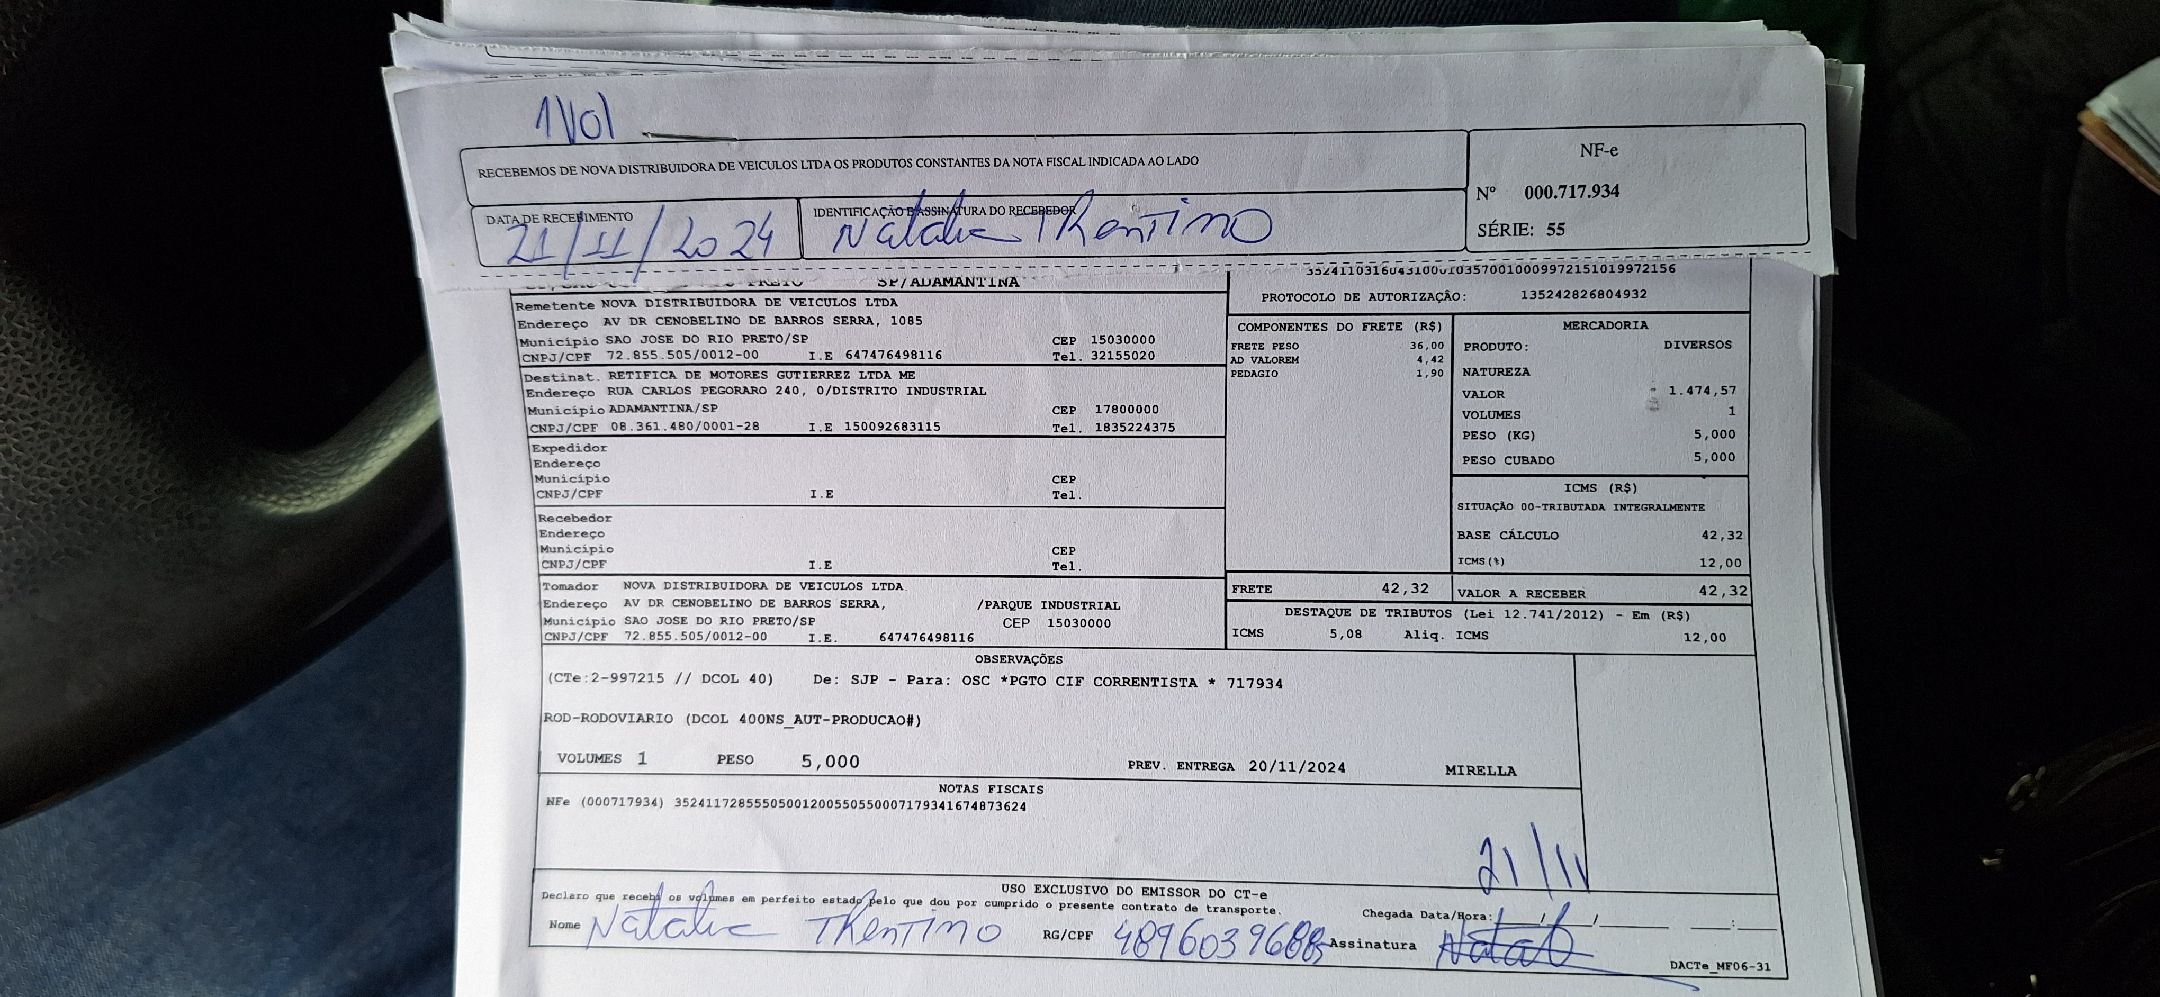 1Vol
RECEBEMOS DE NOVA DISTRIBUIDORA DE VEICULOS LTDA OS PRODUTOS CONSTANTES DA NOTA FISCAL INDICADA AO LADO
DATA DE RECEBIMENTO
21/11/2024
IDENTIFICAÇÃO E ASSINATURA DO RECEBEDOR
Natalia Thentimo
NF-e
Nº 000.717.934
SÉRIE: 55
SP/ADAMANTINA
Remetente NOVA DISTRIBUIDORA DE VEICULOS LTDA
Endereço AV DR CENOBELINO DE BARROS SERRA, 1085
Município SAO JOSE DO RIO PRETO/SP CEP 15030000
CNPJ/CPF 72.855.505/0012-00 I.E 647476498116 Tel. 32155020
Destinat. RETIFICA DE MOTORES GUTIERREZ LTDA ME
Endereço RUA CARLOS PEGORARO 240, 0/DISTRITO INDUSTRIAL
Município ADAMANTINA/SP CEP 17800000
CNPJ/CPF 08.361.480/0001-28 I.E 150092683115 Tel. 1835224375
Expedidor
Endereço
Município CEP
CNPJ/CPF I.E Tel.
Recebedor
Endereço
Município CEP
CNPJ/CPF I.E Tel.
Tomador NOVA DISTRIBUIDORA DE VEICULOS LTDA
Endereço AV DR CENOBELINO DE BARROS SERRA, /PARQUE INDUSTRIAL
Município SAO JOSE DO RIO PRETO/SP CEP 15030000
CNPJ/CPF 72.855.505/0012-00 I.E. 647476498116
PROTOCOLO DE AUTORIZAÇÃO: 135242826804932
COMPONENTES DO FRETE (R$)
FRETE PESO 36,00
AD VALOREM 4,42
PEDAGIO 1,90
MERCADORIA
PRODUTO: DIVERSOS
NATUREZA
VALOR 1.474,57
VOLUMES 1
PESO (KG) 5,000
PESO CUBADO 5,000
ICMS (R$)
SITUAÇÃO 00-TRIBUTADA INTEGRALMENTE
BASE CÁLCULO 42,32
ICMS(%) 12,00
FRETE 42,32
VALOR A RECEBER 42,32
DESTAQUE DE TRIBUTOS (Lei 12.741/2012) - Em (R$)
ICMS 5,08 Aliq. ICMS 12,00
OBSERVAÇÕES
(CTe:2-997215 // DCOL 40) De: SJP - Para: OSC *PGTO CIF CORRENTISTA * 717934
ROD-RODOVIARIO (DCOL 400NS_AUT-PRODUCAO#)
VOLUMES 1 PESO 5,000 PREV. ENTREGA 20/11/2024 MIRELLA
NOTAS FISCAIS
NFe (000717934) 35241172855505001200550550007179341674873624
21/11
USO EXCLUSIVO DO EMISSOR DO CT-e
Declaro que recebi os volumes em perfeito estado pelo que dou por cumprido o presente contrato de transporte.
Chegada Data/Hora: / / :
Nome Natalia Thentimo RG/CPF Assinatura
DACTe_MF06-31